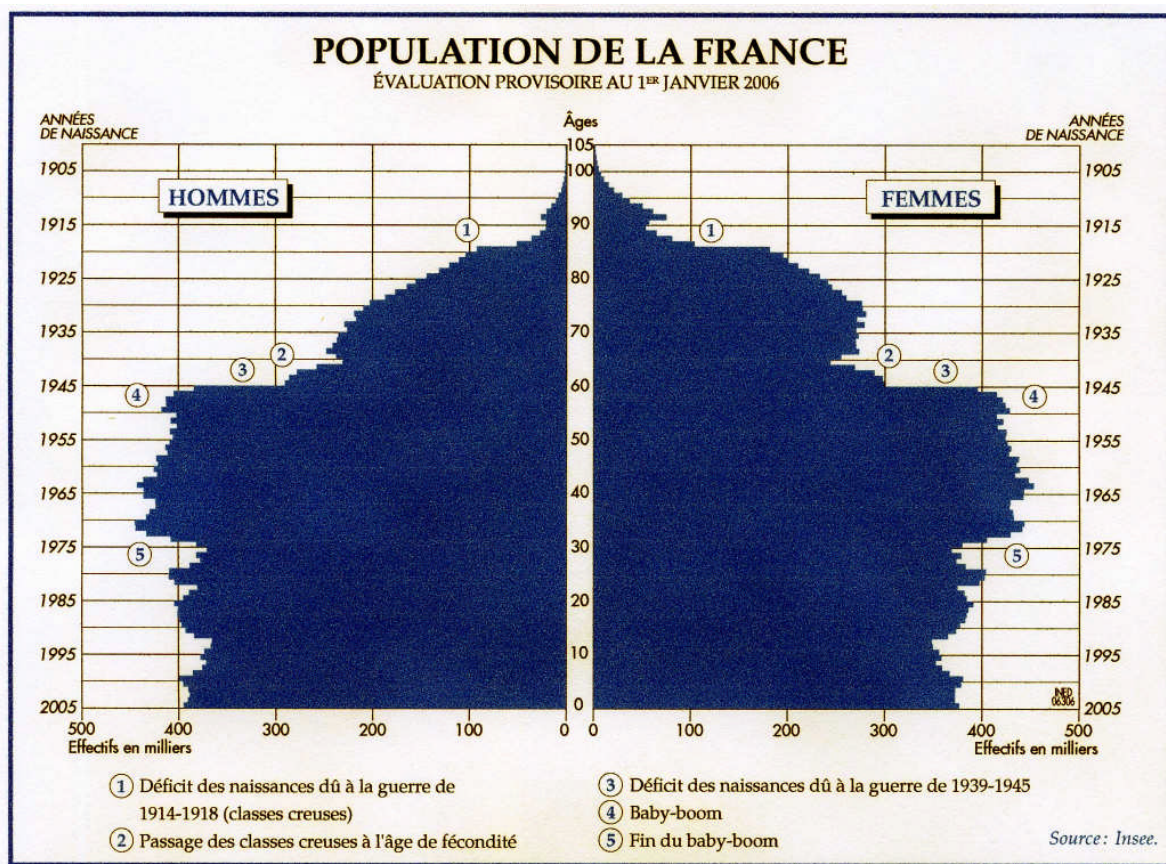 POPULATION DE LA FRANCE
ÉVALUATION PROVISOIRE AU 1ER JANVIER 2006
ANNÉES
DE NAISSANCE
Âges
ANNÉES
DE NAISSANCE
HOMMES
FEMMES
105
1905
100
1905
1915
90
1915
1
1
1925
80
1925
1935
70
1935
2
2
3
3
1945
60
1945
4
4
1955
50
1955
1965
40
1965
1975
30
1975
5
5
1985
20
1985
1995
10
1995
INED
06306
2005
0
2005
500 400 300 200 100 0 0 100 200 300 400 500
Effectifs en milliers
Effectifs en milliers
1 Déficit des naissances dû à la guerre de
1914-1918 (classes creuses)
2 Passage des classes creuses à l'âge de fécondité
3 Déficit des naissances dû à la guerre de 1939-1945
4 Baby-boom
5 Fin du baby-boom
Source : Insee.